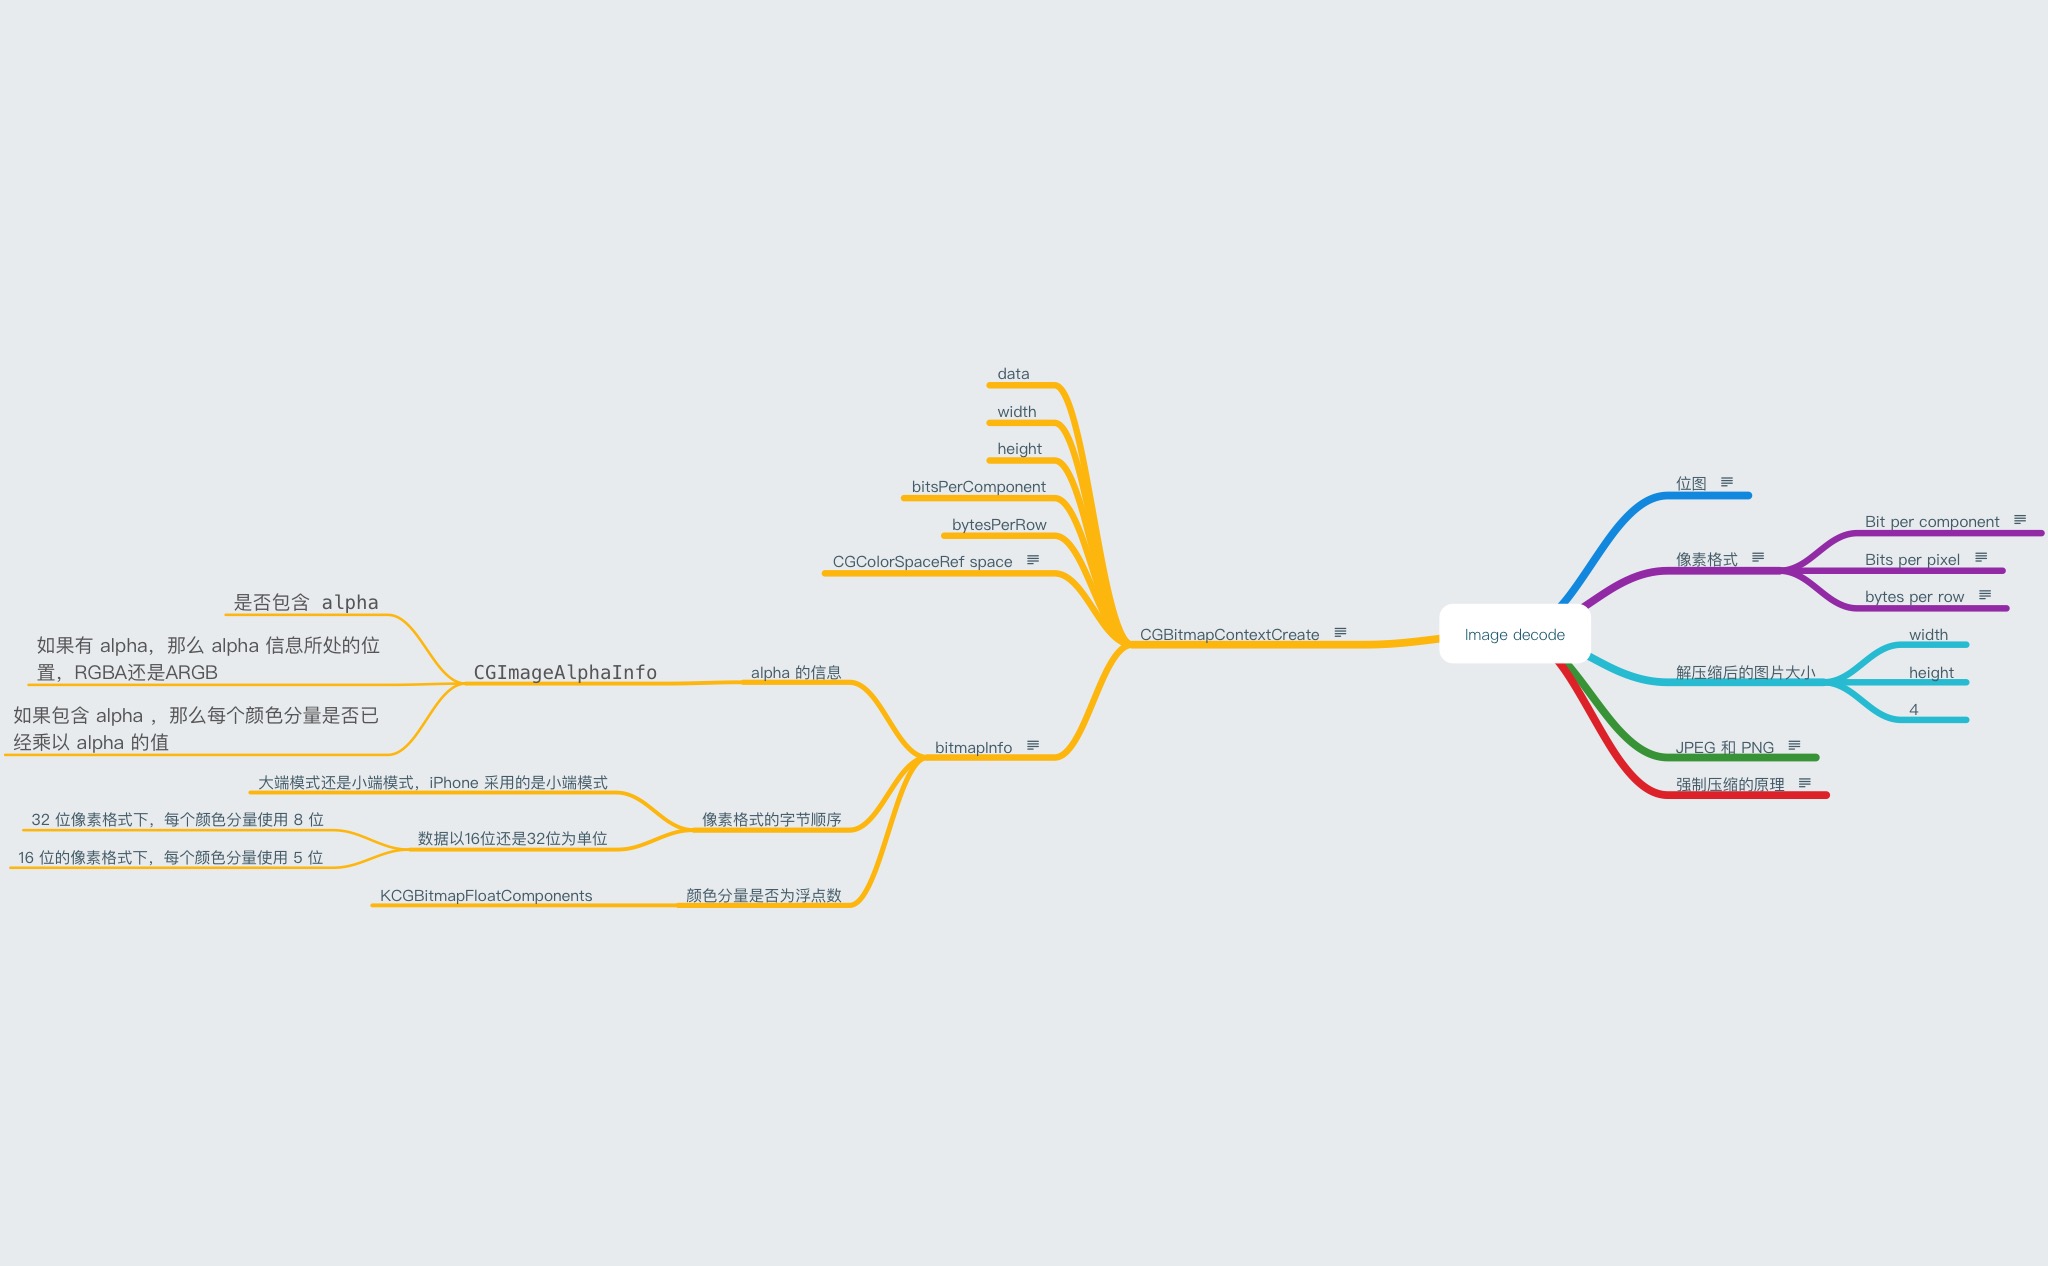 Image decode
位图
像素格式
Bit per component
Bits per pixel
bytes per row
解压缩后的图片大小
width
height
4
JPEG 和 PNG
强制压缩的原理
CGBitmapContextCreate
data
width
height
bitsPerComponent
bytesPerRow
CGColorSpaceRef space
bitmapInfo
alpha 的信息
CGImageAlphaInfo
是否包含 alpha
如果有 alpha，那么 alpha 信息所处的位
置，RGBA还是ARGB
如果包含 alpha ，那么每个颜色分量是否已
经乘以 alpha 的值
像素格式的字节顺序
大端模式还是小端模式，iPhone 采用的是小端模式
数据以16位还是32位为单位
32 位像素格式下，每个颜色分量使用 8 位
16 位的像素格式下，每个颜色分量使用 5 位
颜色分量是否为浮点数
KCGBitmapFloatComponents